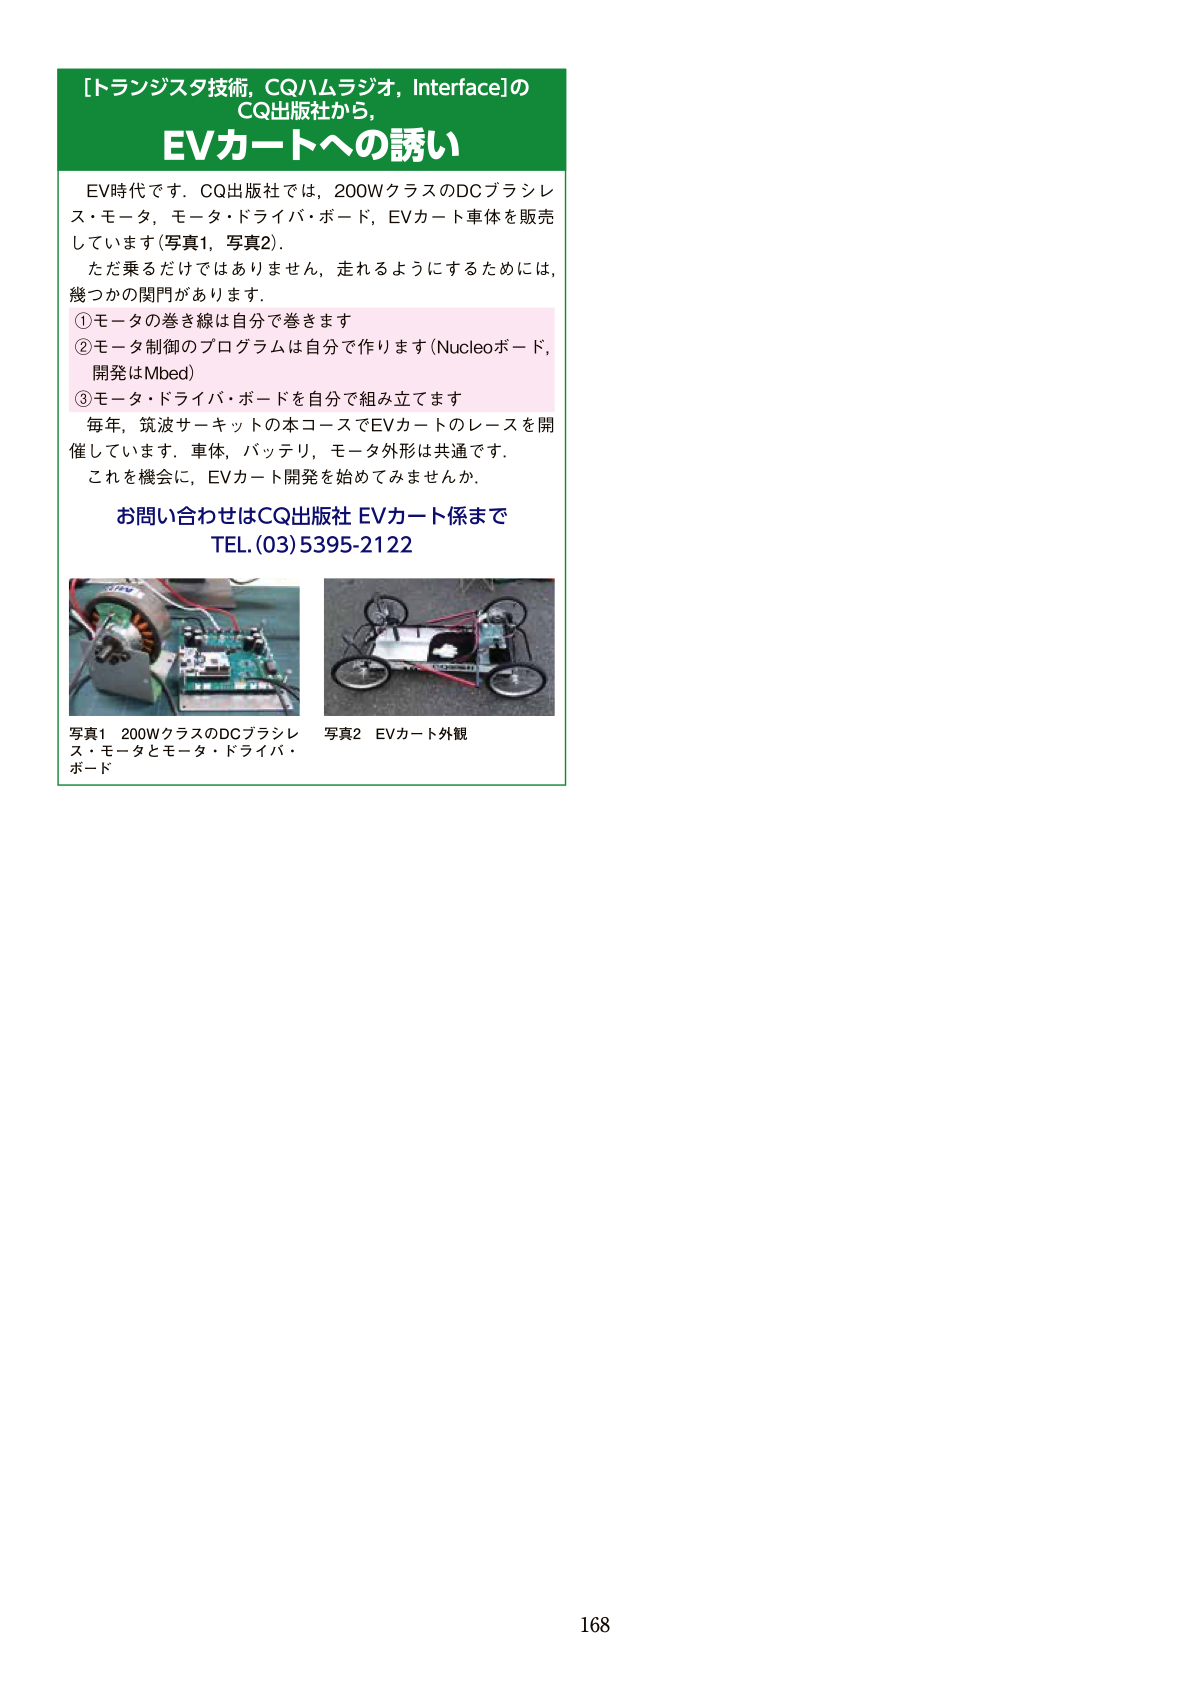 ［トランジスタ技術，CQハムラジオ，Interface］の
CQ出版社から，
EVカートへの誘い
EV時代です．CQ出版社では，200WクラスのDCブラシレ
ス・モータ，モータ・ドライバ・ボード，EVカート車体を販売
しています（写真1，写真2）．
ただ乗るだけではありません，走れるようにするためには，
幾つかの関門があります．
①モータの巻き線は自分で巻きます
②モータ制御のプログラムは自分で作ります（Nucleoボード，
開発はMbed）
③モータ・ドライバ・ボードを自分で組み立てます
毎年，筑波サーキットの本コースでEVカートのレースを開
催しています．車体，バッテリ，モータ外形は共通です．
これを機会に，EVカート開発を始めてみませんか．
お問い合わせはCQ出版社 EVカート係まで
TEL.（03）5395-2122
写真1　200WクラスのDCブラシレ
ス・モータとモータ・ドライバ・
ボード
写真2　EVカート外観
168